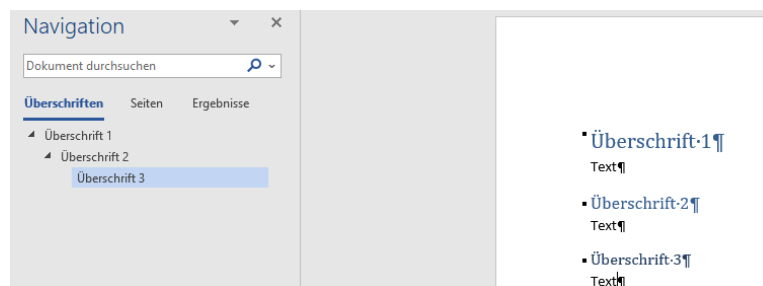 Navigation
Dokument durchsuchen
Überschriften Seiten Ergebnisse
Überschrift 1
Überschrift 2
Überschrift 3
Überschrift·1¶
Text¶
Überschrift·2¶
Text¶
Überschrift·3¶
Text¶